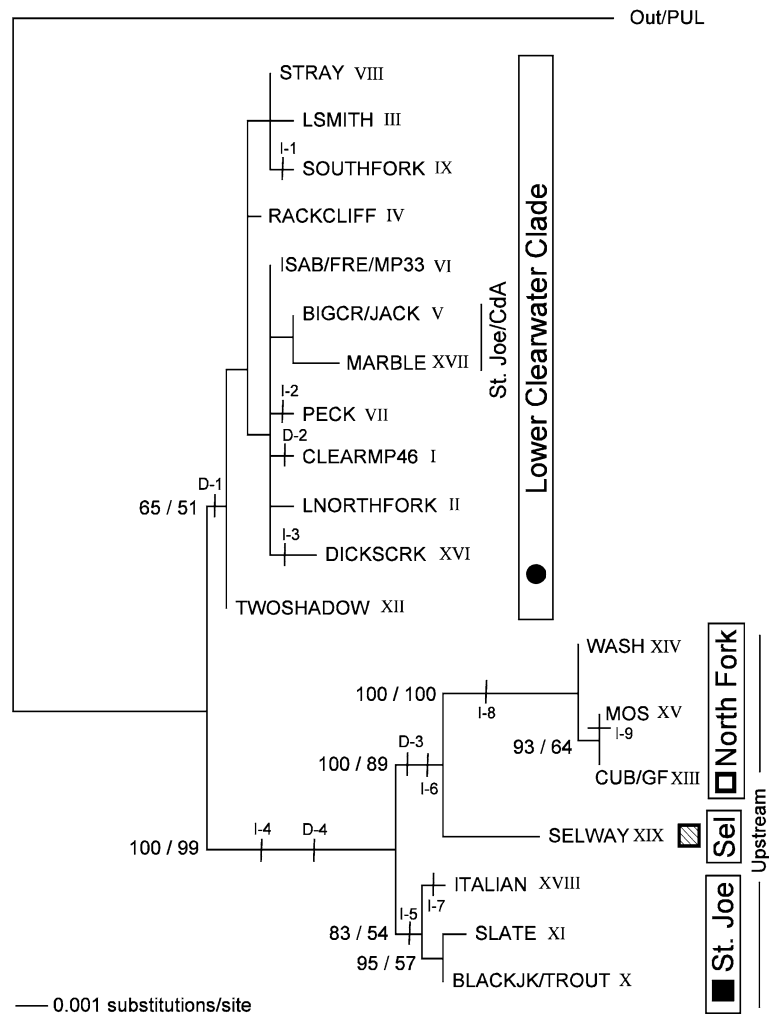 Out/PUL
STRAY VIII
LSMITH III
I-1
SOUTHFORK IX
RACKCLIFF IV
ISAB/FRE/MP33 VI
BIGCR/JACK V
MARBLE XVII
St. Joe/CdA
Lower Clearwater Clade
I-2
PECK VII
D-2
CLEARMP46 I
D-1
65 / 51
LNORTHFORK II
I-3
DICKSCRK XVI
TWOSHADOW XII
WASH XIV
100 / 100
I-8
MOS XV
I-9
93 / 64
CUB/GF XIII
North Fork
D-3
100 / 89
I-6
SELWAY XIX
Sel
Upstream
I-4 D-4
100 / 99
ITALIAN XVIII
I-7
I-5
83 / 54
SLATE XI
95 / 57
BLACKJK/TROUT X
St. Joe
0.001 substitutions/site